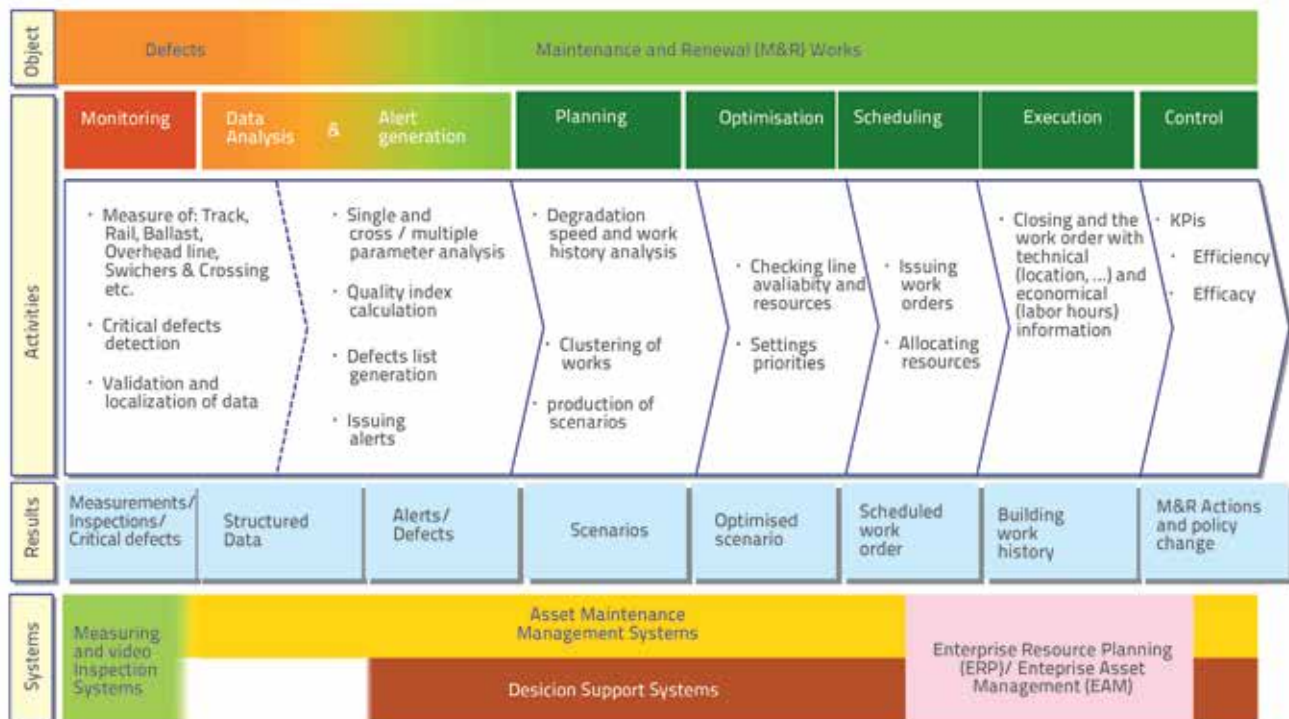 Object
Defects
Maintenance and Renewal (M&R) Works
Activities
Monitoring
Data
Analysis
&
Alert
generation
Planning
Optimisation
Scheduling
Execution
Control
· Measure of: Track,
Rail, Ballast,
Overhead line,
Swichers & Crossing
etc.
· Critical defects
detection
· Validation and
localization of data
· Single and
cross / multiple
parameter analysis
· Quality index
calculation
· Defects list
generation
· Issuing
alerts
· Degradation
speed and work
history analysis
· Clustering of
works
· production of
scenarios
· Checking line
avaliabity and
resources
· Settings
priorities
· Issuing
work
orders
· Allocating
resources
· Closing and the
work order with
technical
(location, ...) and
economical
(labor hours)
information
· KPis
· Efficiency
· Efficacy
Results
Measurements/
Inspections/
Critical defects
Structured
Data
Alerts/
Defects
Scenarios
Optimised
scenario
Scheduled
work
order
Building
work
history
M&R Actions
and policy
change
Systems
Measuring
and video
Inspection
Systems
Asset Maintenance
Management Systems
Desicion Support Systems
Enterprise Resource Planning
(ERP)/ Enteprise Asset
Management (EAM)